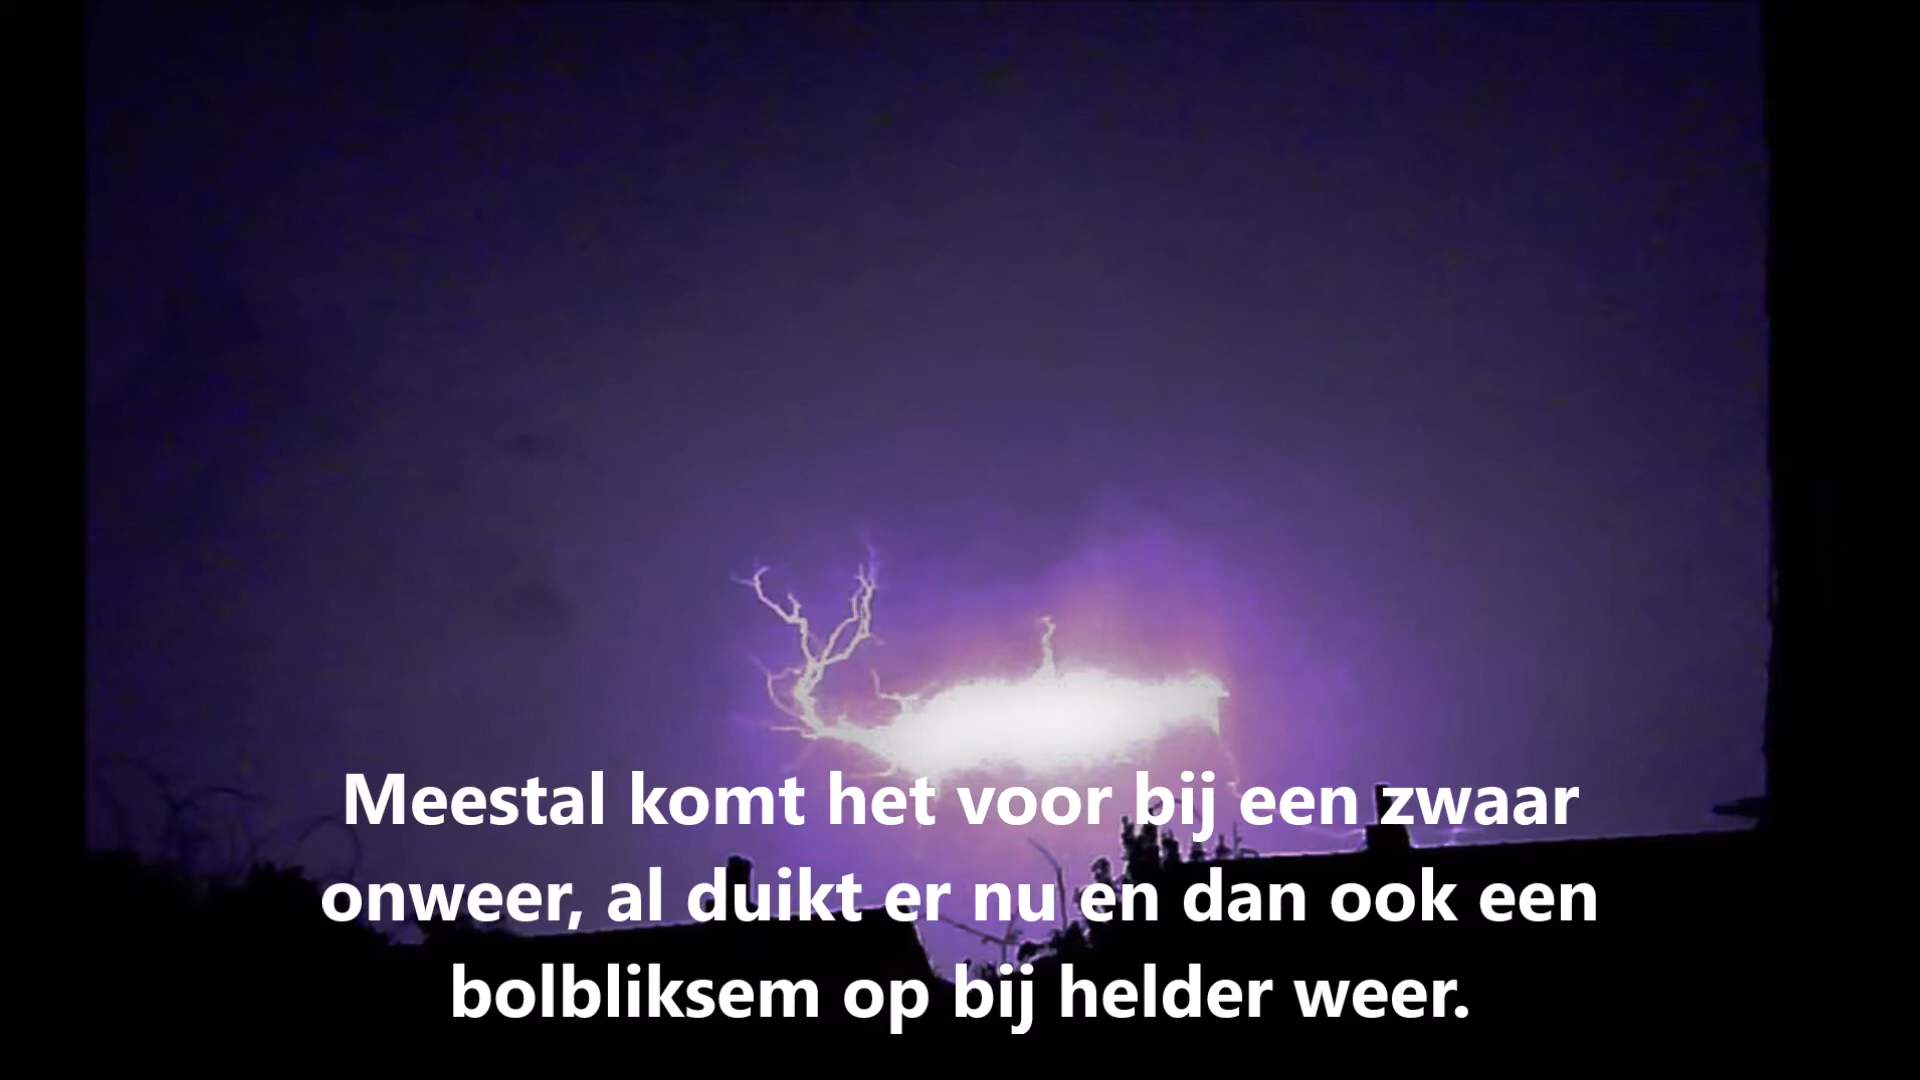 Meestal komt het voor bij een zwaar
onweer, al duikt er nu en dan ook een
bolbliksem op bij helder weer.